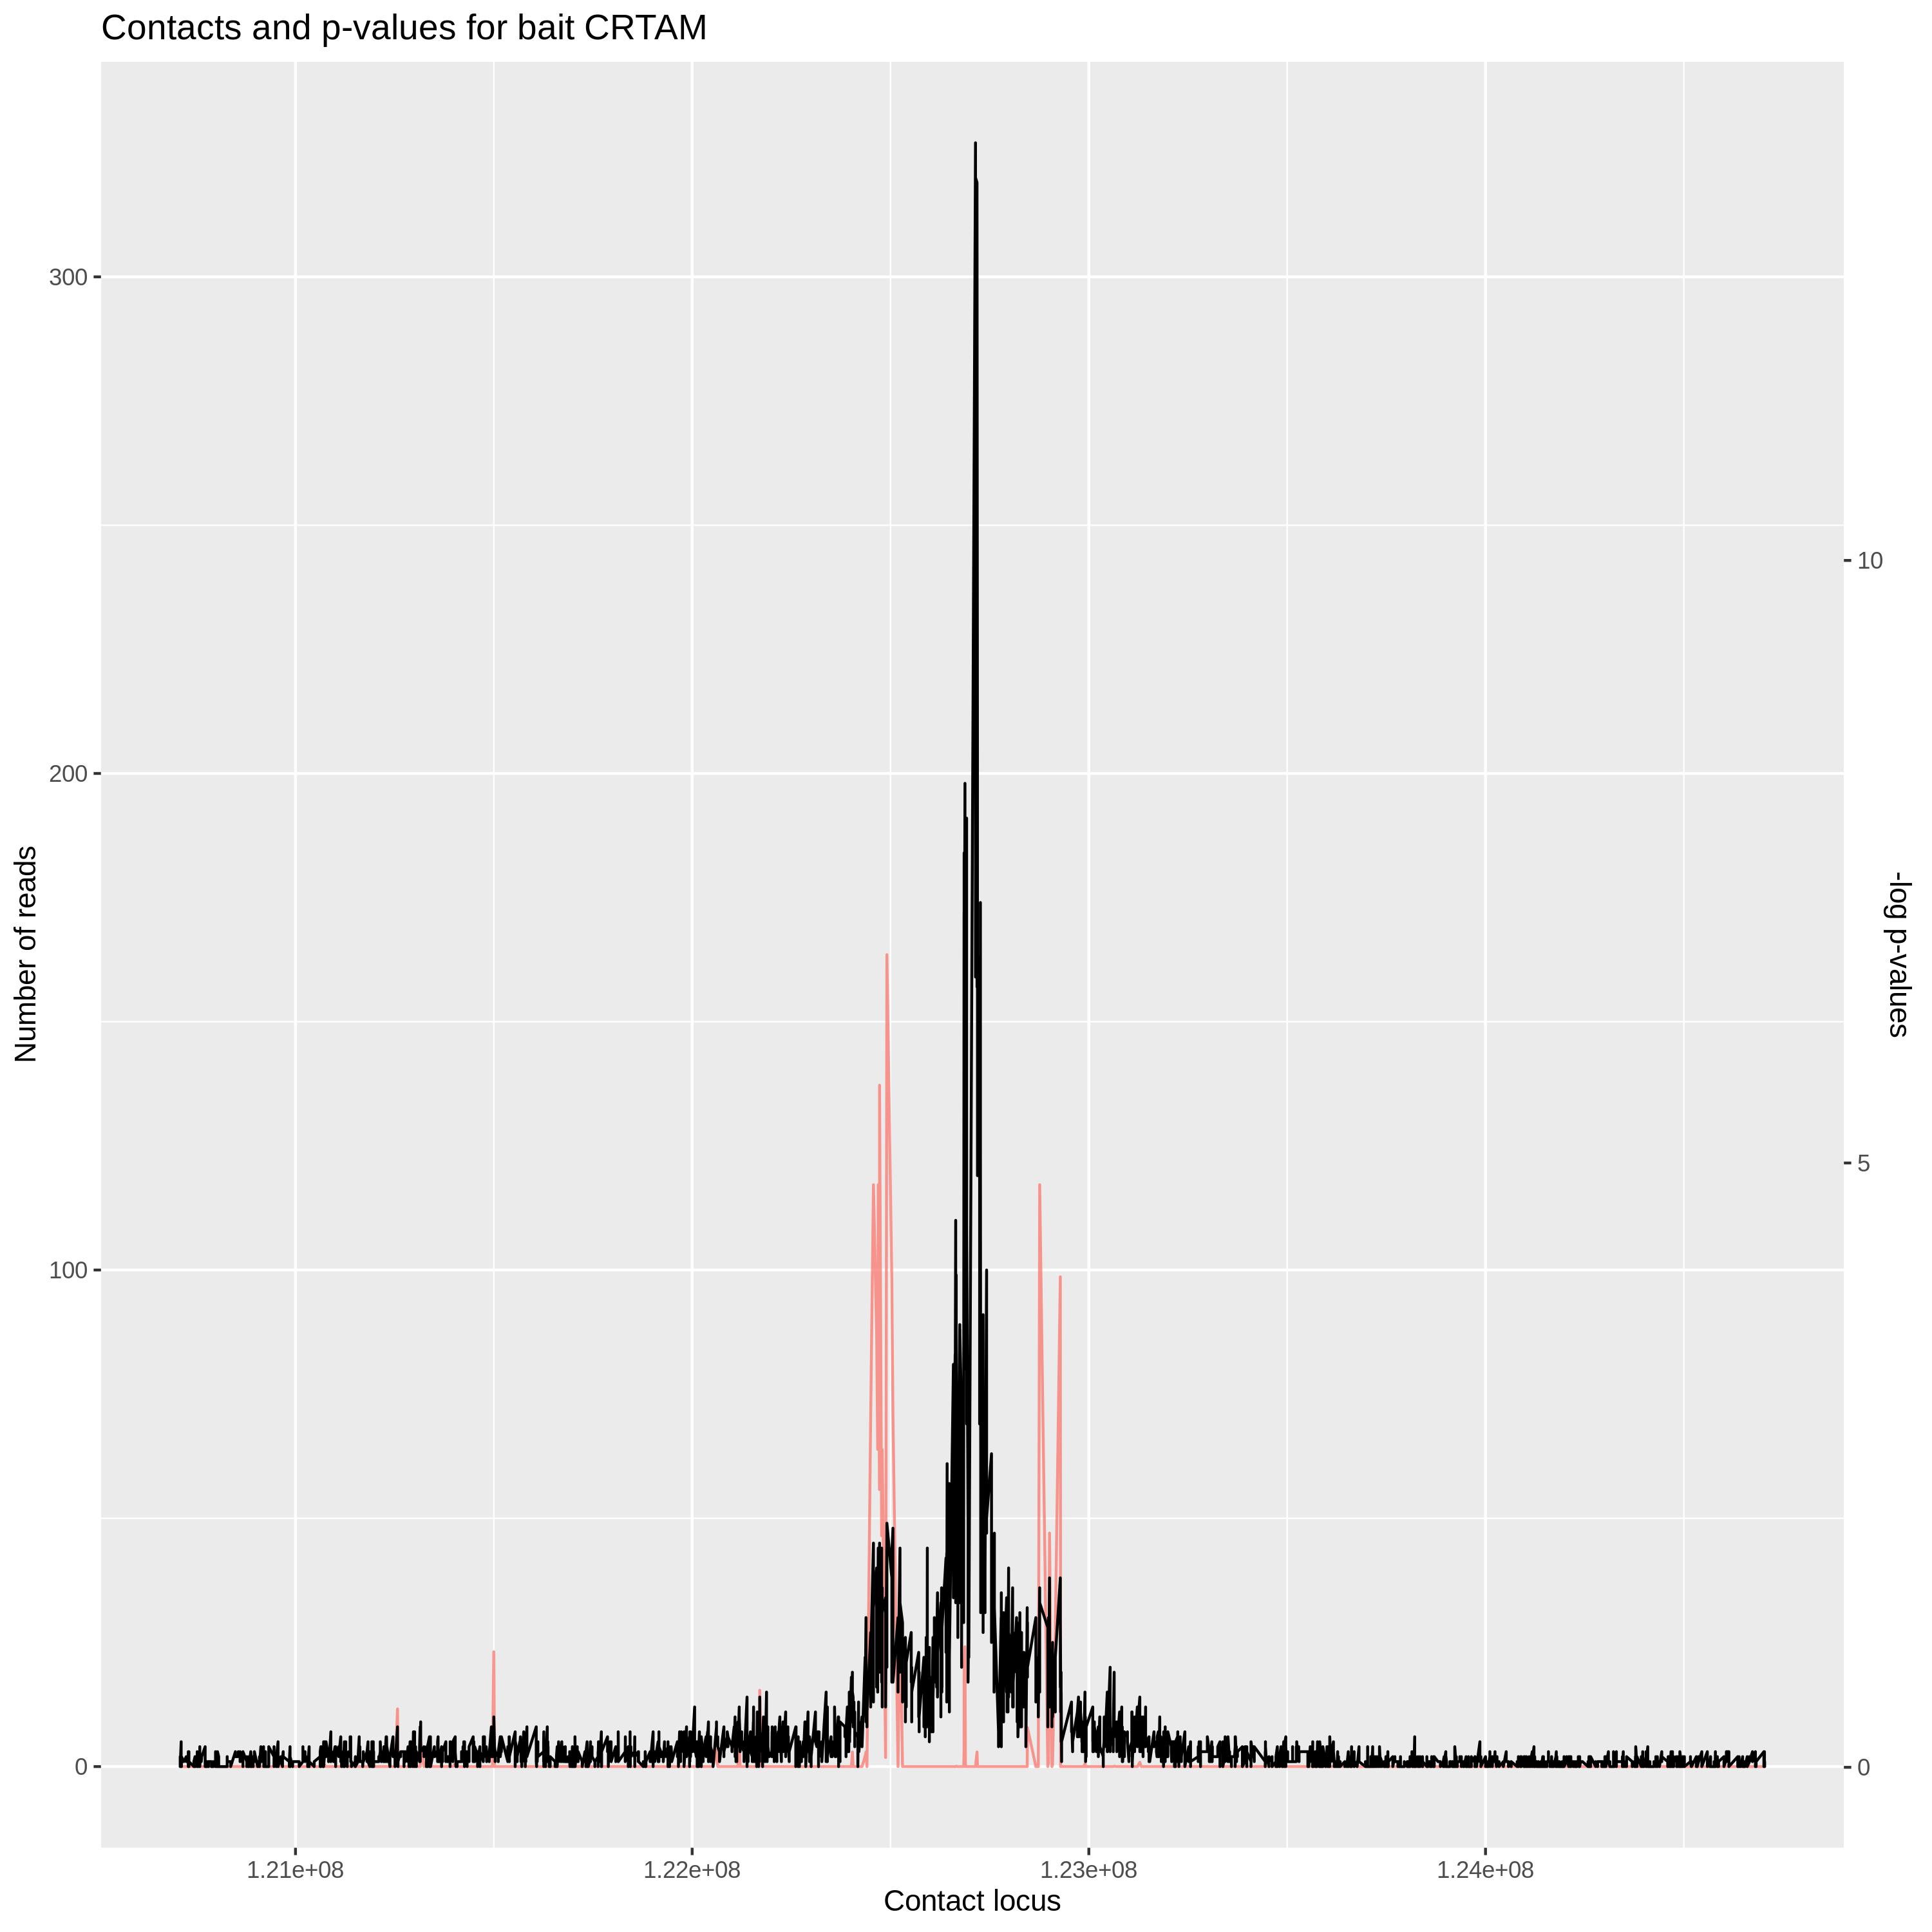 Contacts and p-values for bait CRTAM
300
200
100
0
Number of reads
10
5
0
-log p-values
1.21e+08
1.22e+08
1.23e+08
1.24e+08
Contact locus